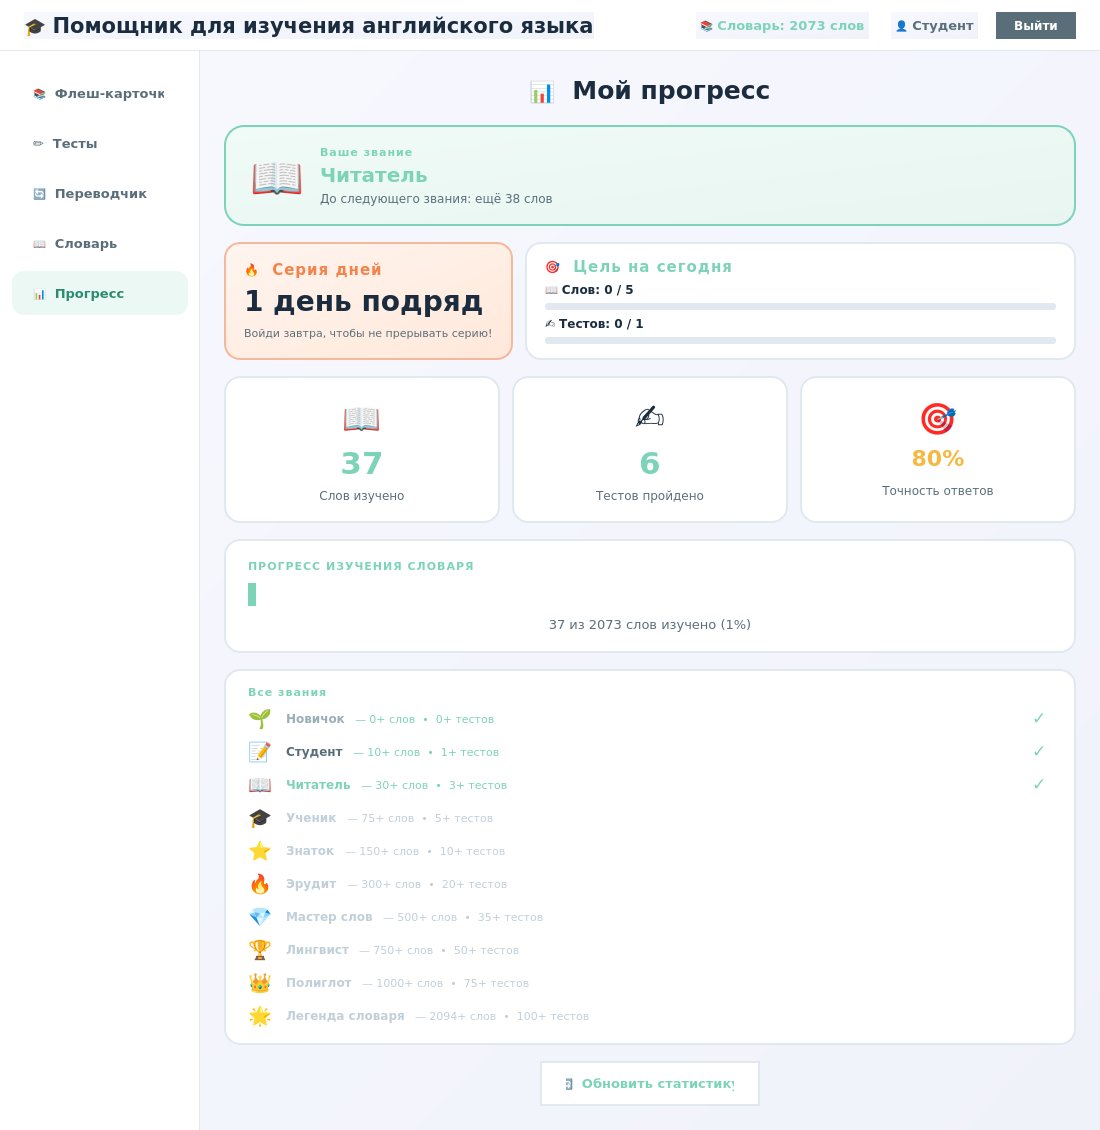 Помощник для изучения английского языка
Словарь: 2073 слов
Студент
Выйти
Флеш-карточк
Тесты
Переводчик
Словарь
Прогресс
Мой прогресс
Ваше звание
Читатель
До следующего звания: ещё 38 слов
Серия дней
1 день подряд
Войди завтра, чтобы не прерывать серию!
Цель на сегодня
Слов: 0 / 5
Тестов: 0 / 1
37
Слов изучено
6
Тестов пройдено
80%
Точность ответов
ПРОГРЕСС ИЗУЧЕНИЯ СЛОВАРЯ
37 из 2073 слов изучено (1%)
Все звания
Новичок — 0+ слов • 0+ тестов ✓
Студент — 10+ слов • 1+ тестов ✓
Читатель — 30+ слов • 3+ тестов ✓
Ученик — 75+ слов • 5+ тестов
Знаток — 150+ слов • 10+ тестов
Эрудит — 300+ слов • 20+ тестов
Мастер слов — 500+ слов • 35+ тестов
Лингвист — 750+ слов • 50+ тестов
Полиглот — 1000+ слов • 75+ тестов
Легенда словаря — 2094+ слов • 100+ тестов
Обновить статистику